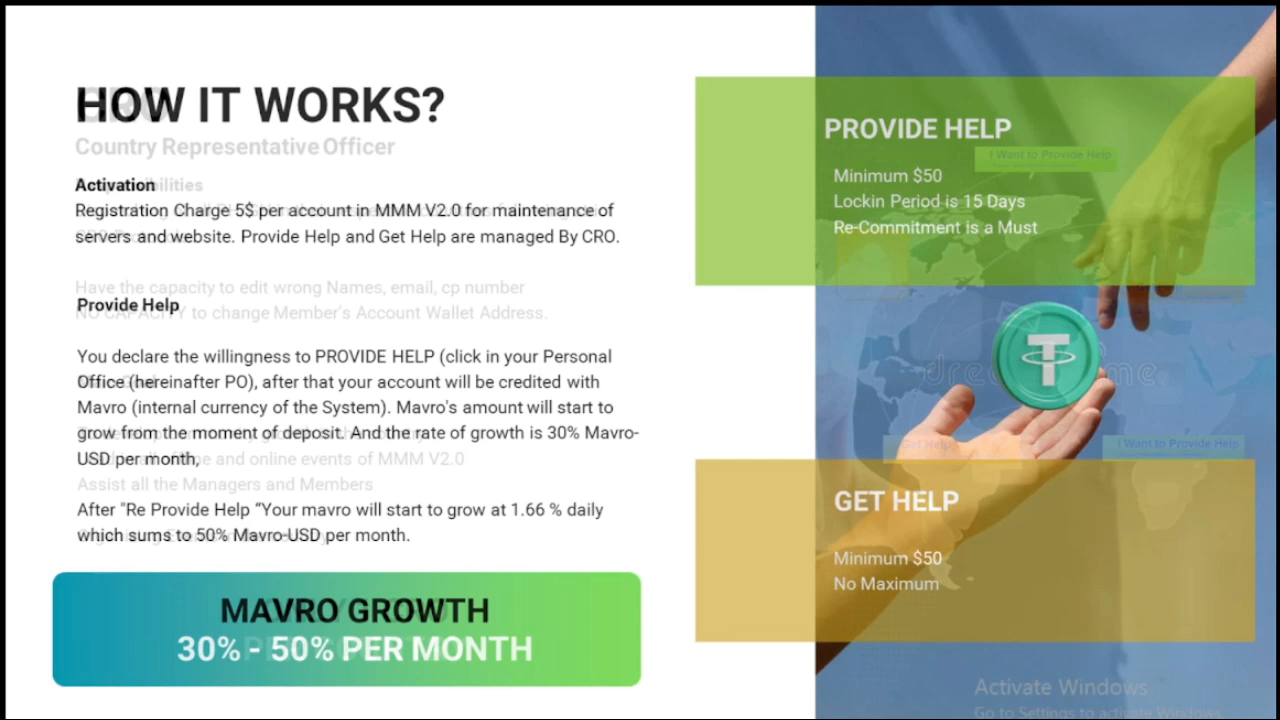 HOW IT WORKS?
Country Representative Officer
Activation
Registration Charge 5$ per account in MMM V2.0 for maintenance of
servers and website. Provide Help and Get Help are managed By CRO.
Have the capacity to edit wrong Names, email, cp number
Provide Help
NO CAPACITY to change Member's Account Wallet Address.
You declare the willingness to PROVIDE HELP (click in your Personal
Office (hereinafter PO), after that your account will be credited with
Mavro (internal currency of the System). Mavro's amount will start to
grow from the moment of deposit. And the rate of growth is 30% Mavro-
USD per month,
and online events of MMM V2.0
Assist all the Managers and Members
After "Re Provide Help “Your mavro will start to grow at 1.66 % daily
which sums to 50% Mavro-USD per month.
MAVRO GROWTH
30% - 50% PER MONTH
PROVIDE HELP
I Want to Provide Help
Minimum $50
Lockin Period is 15 Days
Re-Commitment is a Must
Get Help
I Want to Provide Help
GET HELP
Minimum $50
No Maximum
Activate Windows
Go to Settings to activate Windows.